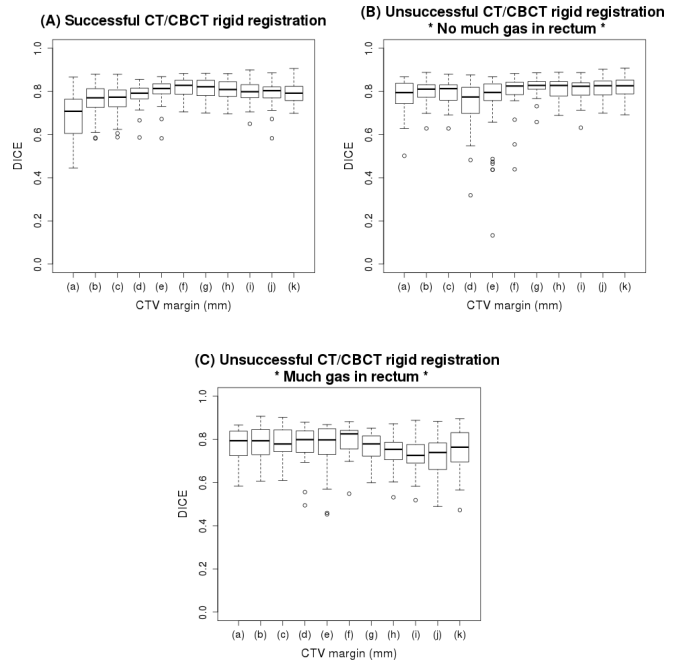 (A) Successful CT/CBCT rigid registration
1.0
0.8
0.6
0.4
0.2
0.0
DICE
(a) (b) (c) (d) (e) (f) (g) (h) (i) (j) (k)
CTV margin (mm)
(B) Unsuccessful CT/CBCT rigid registration
* No much gas in rectum *
1.0
0.8
0.6
0.4
0.2
0.0
DICE
(a) (b) (c) (d) (e) (f) (g) (h) (i) (j) (k)
CTV margin (mm)
(C) Unsuccessful CT/CBCT rigid registration
* Much gas in rectum *
1.0
0.8
0.6
0.4
0.2
0.0
DICE
(a) (b) (c) (d) (e) (f) (g) (h) (i) (j) (k)
CTV margin (mm)